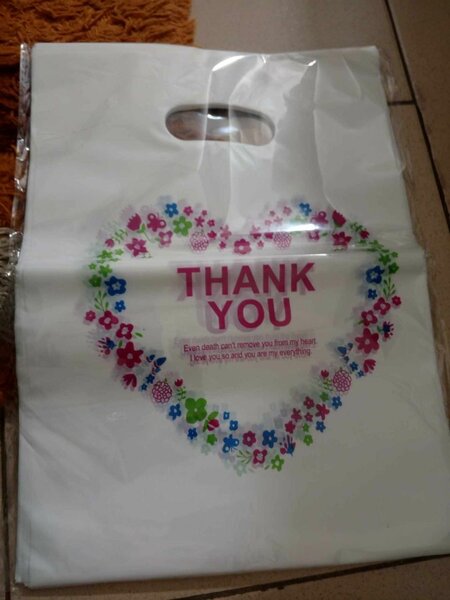 THANK
YOU
Even death can't remove you from my heart.
I love you so and you are my everything.